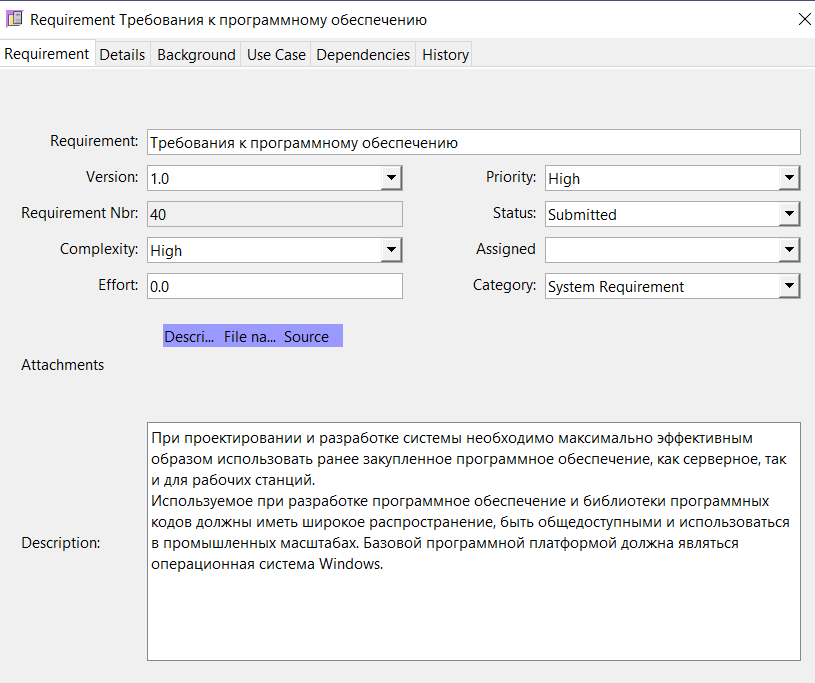 Requirement Требования к программному обеспечению
Requirement Details Background Use Case Dependencies History
Requirement: Требования к программному обеспечению
Version: 1.0 Priority: High
Requirement Nbr: 40 Status: Submitted
Complexity: High Assigned
Effort: 0.0 Category: System Requirement
Descri... File na... Source
Attachments
Description:
При проектировании и разработке системы необходимо максимально эффективным
образом использовать ранее закупленное программное обеспечение, как серверное, так
и для рабочих станций.
Используемое при разработке программное обеспечение и библиотеки программных
кодов должны иметь широкое распространение, быть общедоступными и использоваться
в промышленных масштабах. Базовой программной платформой должна являться
операционная система Windows.